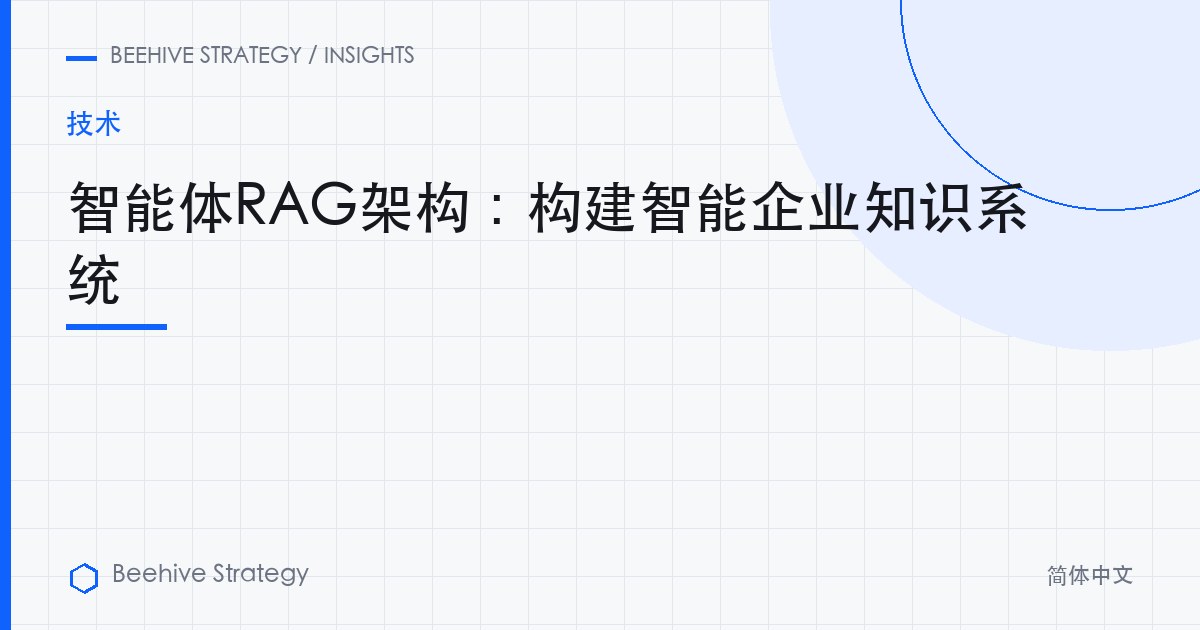 BEEHIVE STRATEGY / INSIGHTS
技术
智能体RAG架构：构建智能企业知识系
统
Beehive Strategy
简体中文